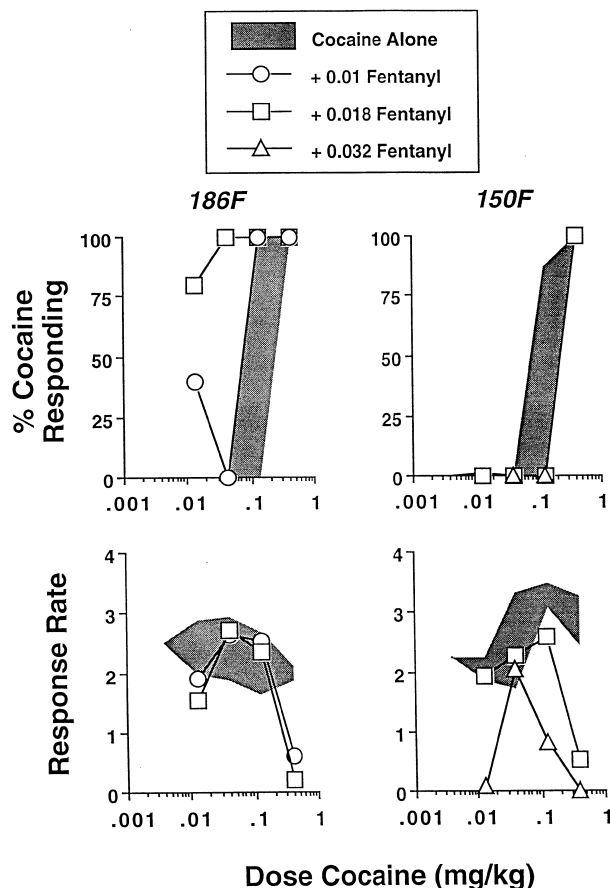 Cocaine Alone
+ 0.01 Fentanyl
+ 0.018 Fentanyl
+ 0.032 Fentanyl
186F
150F
% Cocaine
Responding
100
75
50
25
0
.001 .01 .1 1
100
75
50
25
0
.001 .01 .1 1
Response Rate
4
3
2
1
0
.001 .01 .1 1
4
3
2
1
0
.001 .01 .1 1
Dose Cocaine (mg/kg)